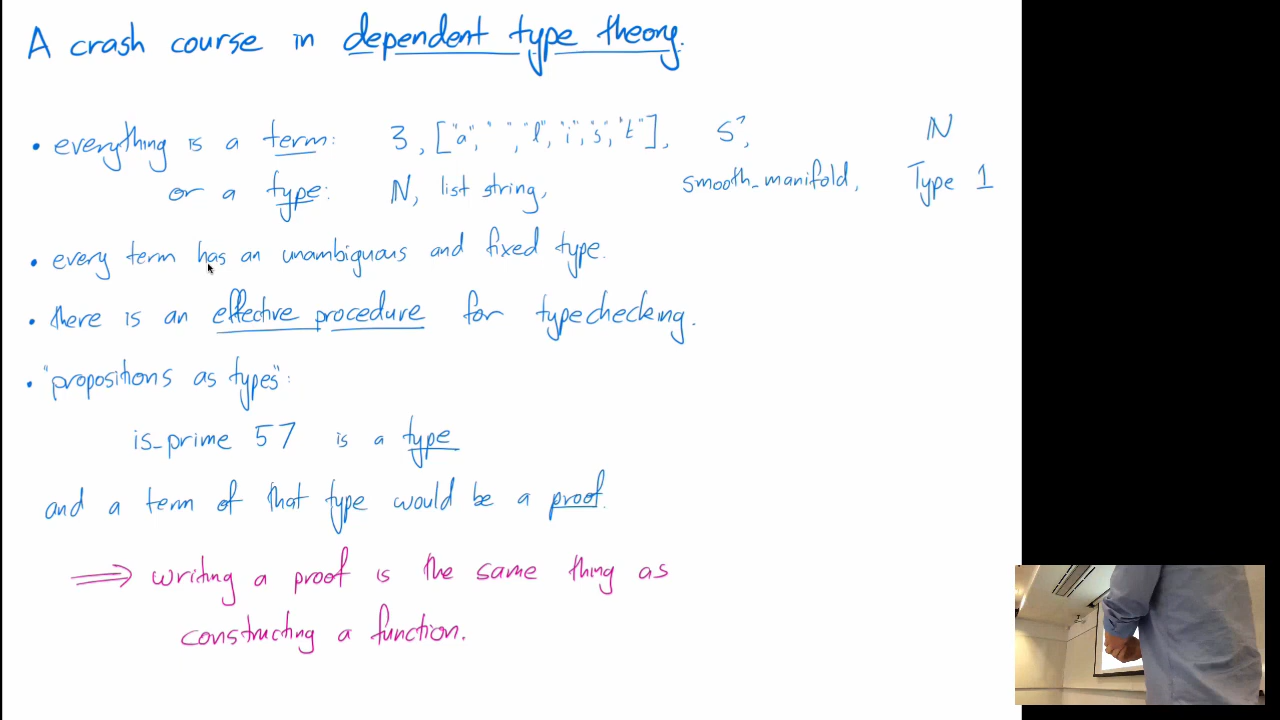 A crash course in dependent type theory.
• everything is a term: 3, ["a", " ", "l", "i", "s", "t"], S², ℕ
or a type: ℕ, list string, smooth_manifold, Type 1
• every term has an unambiguous and fixed type.
• there is an effective procedure for typechecking.
• "propositions as types":
is_prime 57 is a type
and a term of that type would be a proof.
⟹ writing a proof is the same thing as
constructing a function.